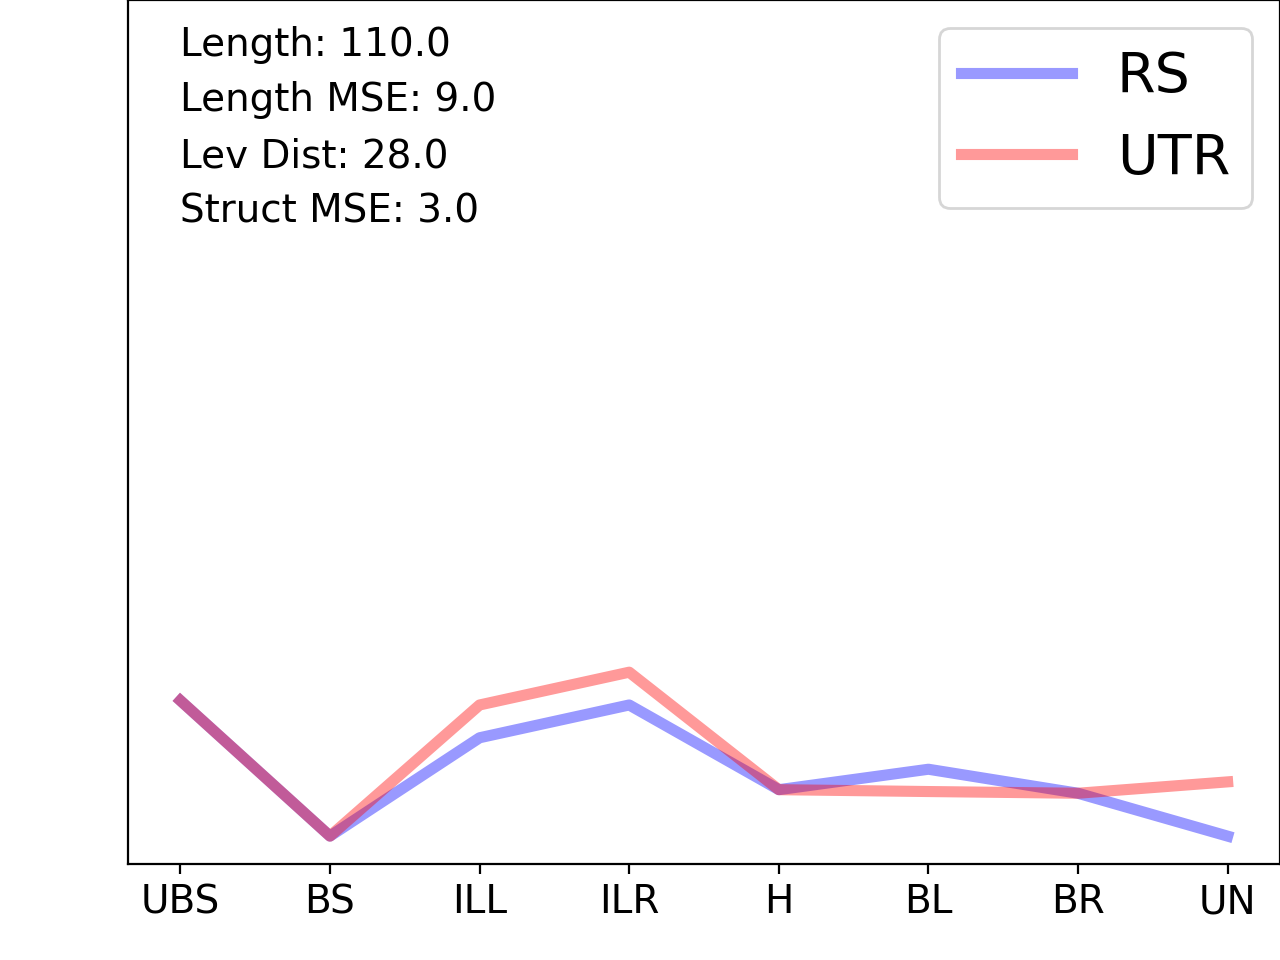 Length: 110.0
Length MSE: 9.0
Lev Dist: 28.0
Struct MSE: 3.0
RS
UTR
UBS BS ILL ILR H BL BR UN